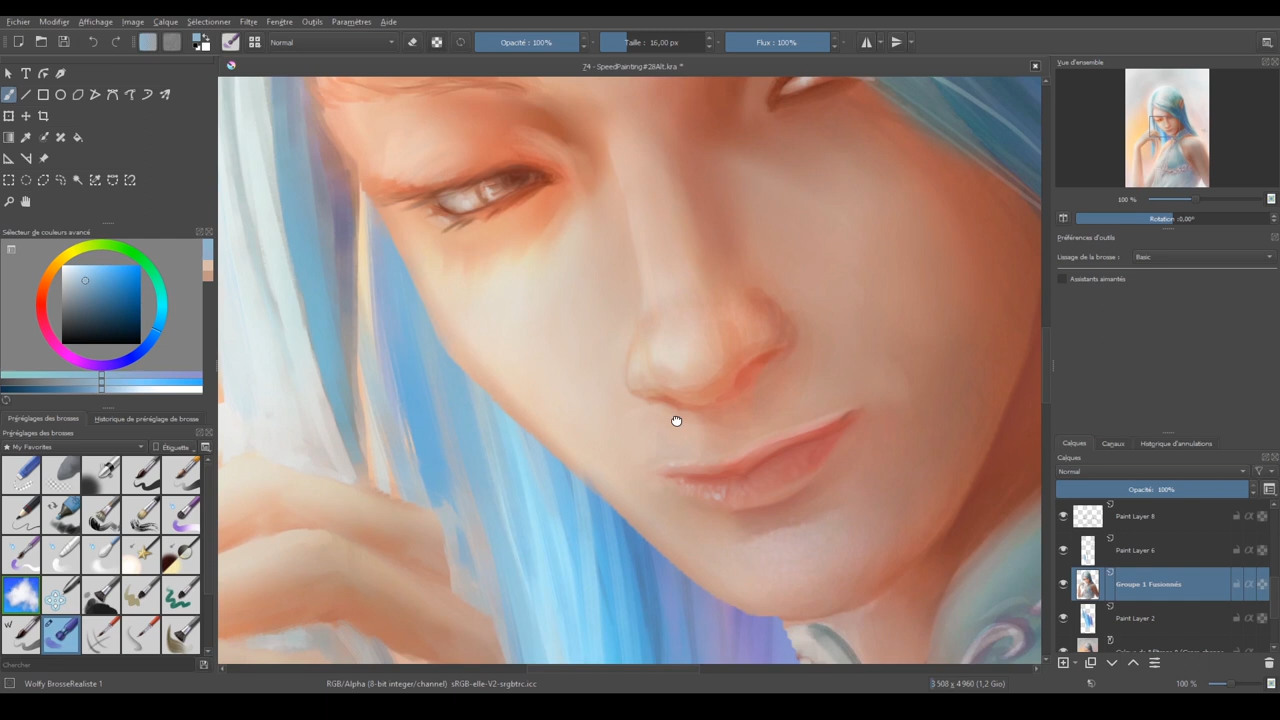 Fichier Modifier Affichage Image Calque Sélectionner Filtre Fenêtre Outils Paramètres Aide
Normal Opacité : 100% Taille : 16,00 px Flux : 100%
74 - SpeedPainting#28Alt.kra *
Vue d'ensemble
100 %
Rotation :0,00°
Sélecteur de couleurs avancé
Préférences d'outils
Lissage de la brosse : Basic
Assistants aimantés
Préréglages des brosses Historique de préréglage de brosse
Préréglages des brosses
My Favorites Étiquette
Calques Canaux Historique d'annulations
Calques
Normal
Opacité: 100%
Paint Layer 8
Paint Layer 6
Groupe 1 Fusionnés
Paint Layer 2
Chercher
Wolfy BrosseRealiste 1 RGB/Alpha (8-bit integer/channel) sRGB-elle-V2-srgbtrc.icc 3 508 x 4 960 (1,2 Gio) 100 %